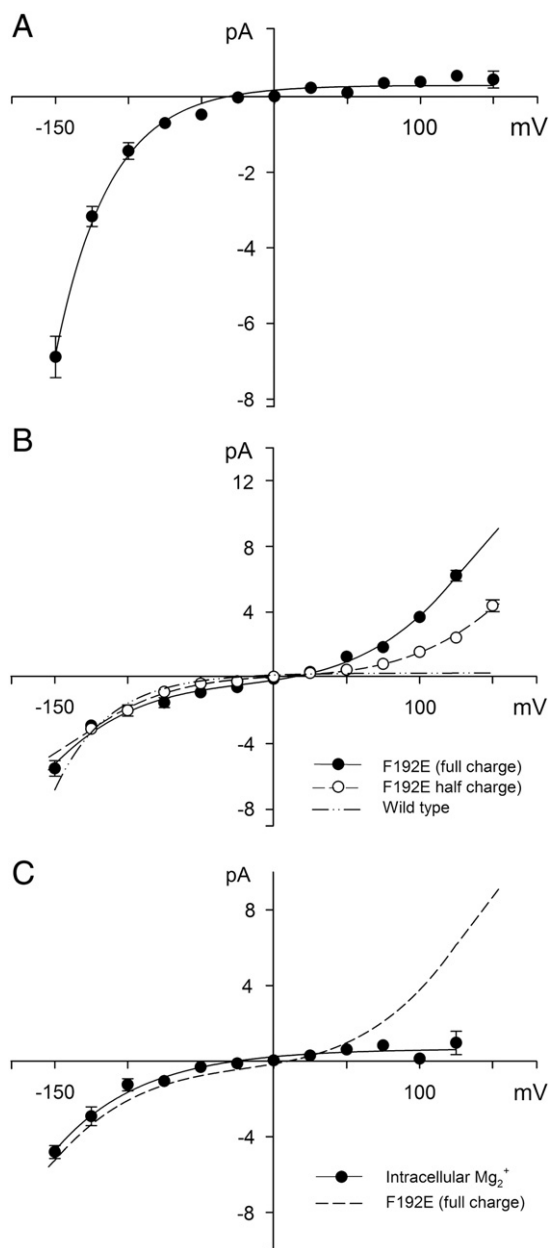 A
pA
-150
100
mV
-2
-4
-6
-8
B
pA
12
8
4
-150
100
mV
-4
-8
F192E (full charge)
F192E half charge)
Wild type
C
pA
8
4
-150
100
mV
-4
-8
Intracellular Mg₂⁺
F192E (full charge)